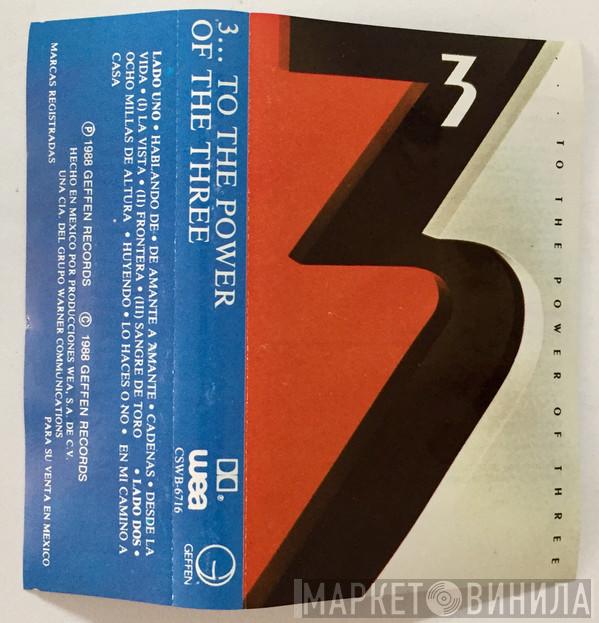 3
. . . TO THE POWER OF THREE
3... TO THE POWER
OF THE THREE
DOLBY
®
wea
CSWB-6716
G
GEFFEN
LADO UNO • HABLANDO DE • DE AMANTE A AMANTE • CADENAS • DESDE LA
VIDA • (I) LA VISTA • (II) FRONTERA • (III) SANGRE DE TORO • LADO DOS •
OCHO MILLAS DE ALTURA • HUYENDO • LO HACES O NO • EN MI CAMINO A
CASA
Ⓟ 1988 GEFFEN RECORDS © 1988 GEFFEN RECORDS
HECHO EN MEXICO POR PRODUCCIONES WEA, S.A. DE C.V.
UNA CIA. DEL GRUPO WARNER COMMUNICATIONS
MARCAS REGISTRADAS PARA SU VENTA EN MEXICO
МАРКЕТ ВИНИЛА